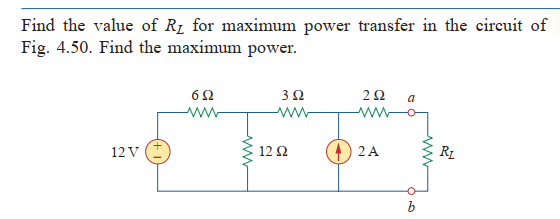 Find the value of R_L for maximum power transfer in the circuit of
Fig. 4.50. Find the maximum power.
6 Ω 3 Ω 2 Ω a
12 V + − 12 Ω 2 A R_L
b